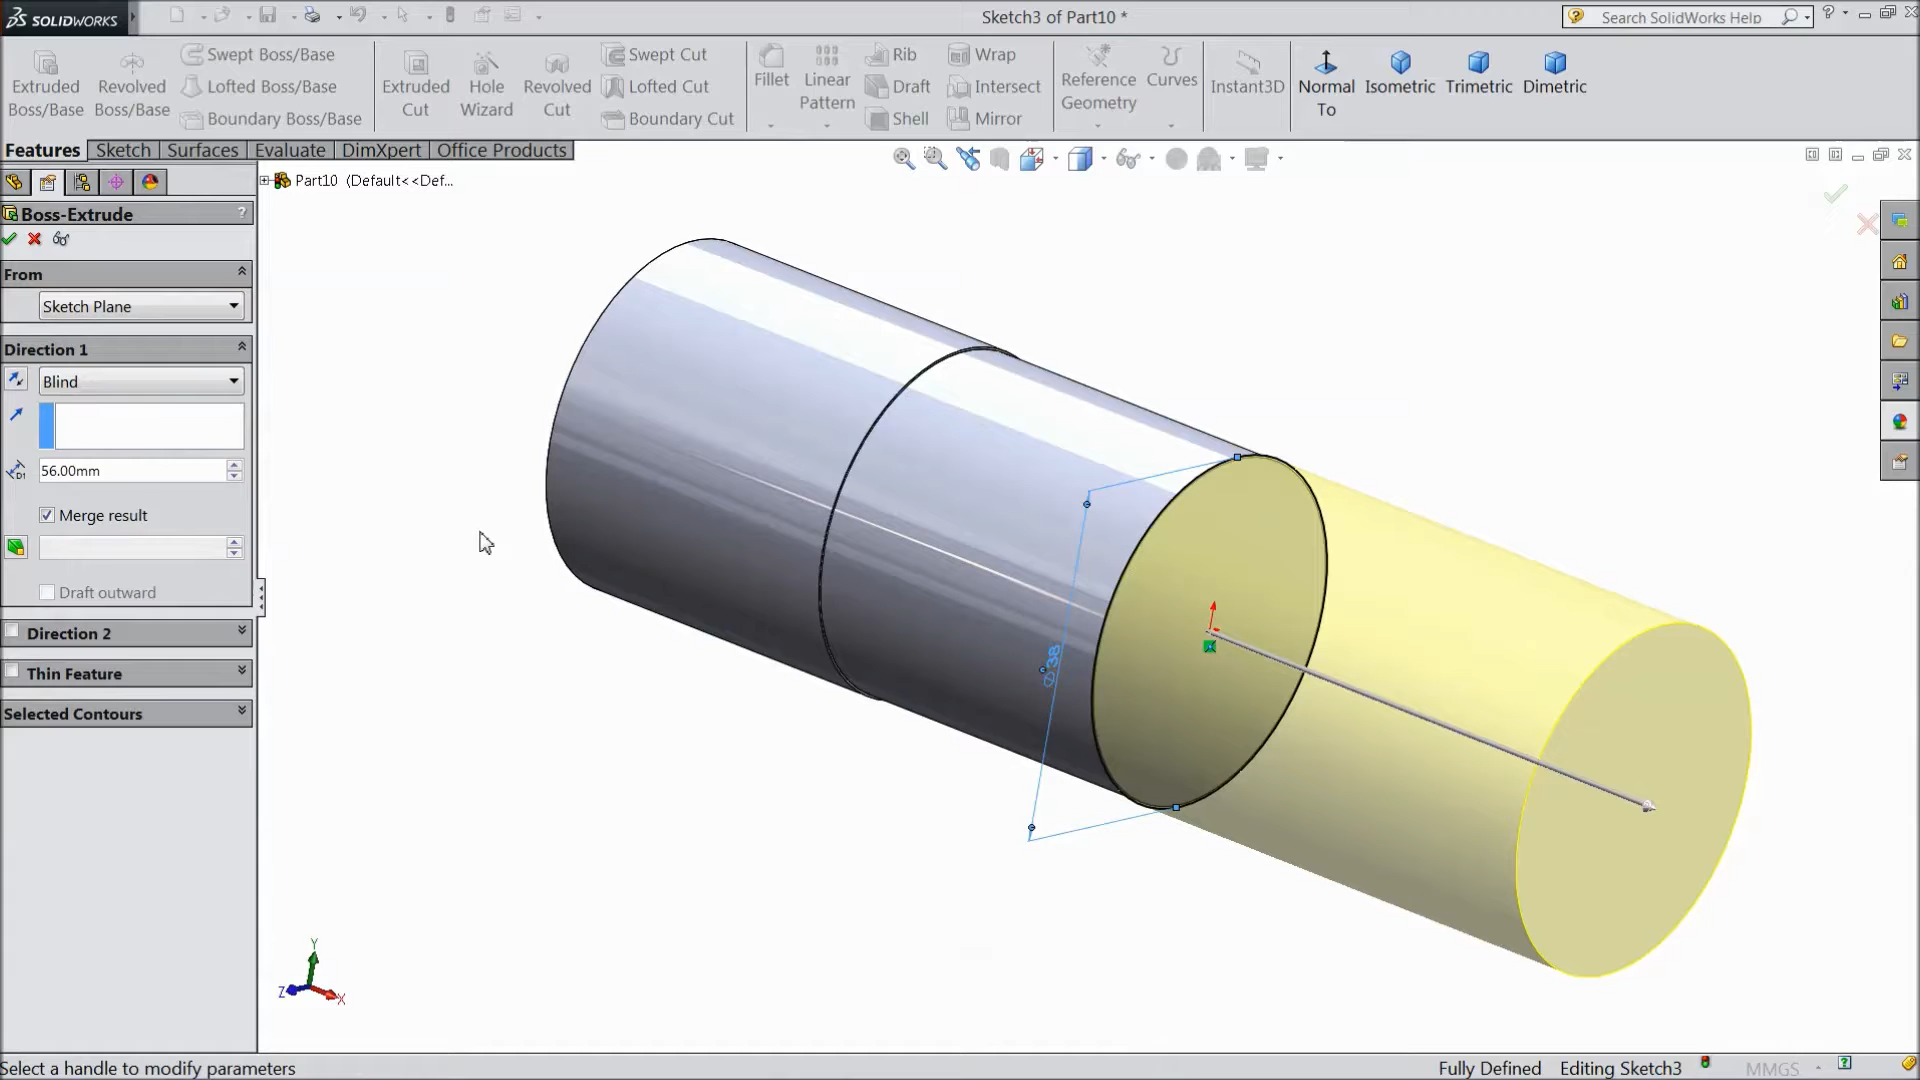 SOLIDWORKS
Sketch3 of Part10 *
Search SolidWorks Help
Extruded Boss/Base
Revolved Boss/Base
Swept Boss/Base
Lofted Boss/Base
Boundary Boss/Base
Extruded Cut
Hole Wizard
Revolved Cut
Swept Cut
Lofted Cut
Boundary Cut
Fillet
Linear Pattern
Rib
Draft
Shell
Wrap
Intersect
Mirror
Reference Geometry
Curves
Instant3D
Normal To
Isometric
Trimetric
Dimetric
Features
Sketch
Surfaces
Evaluate
DimXpert
Office Products
Part10 (Default<<Def...
Boss-Extrude
?
From
Sketch Plane
Direction 1
Blind
D1
56.00mm
Merge result
Draft outward
Direction 2
Thin Feature
Selected Contours
∅38
Y
Z
X
Select a handle to modify parameters
Fully Defined
Editing Sketch3
MMGS